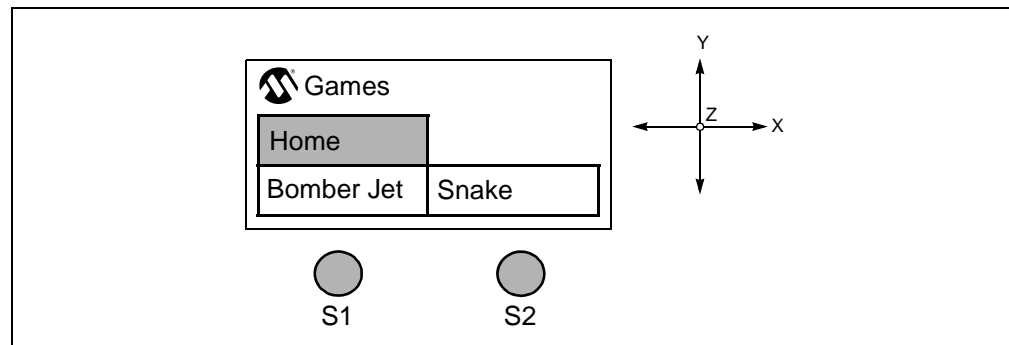 Games
Home
Bomber Jet Snake
S1 S2
Y
Z
X